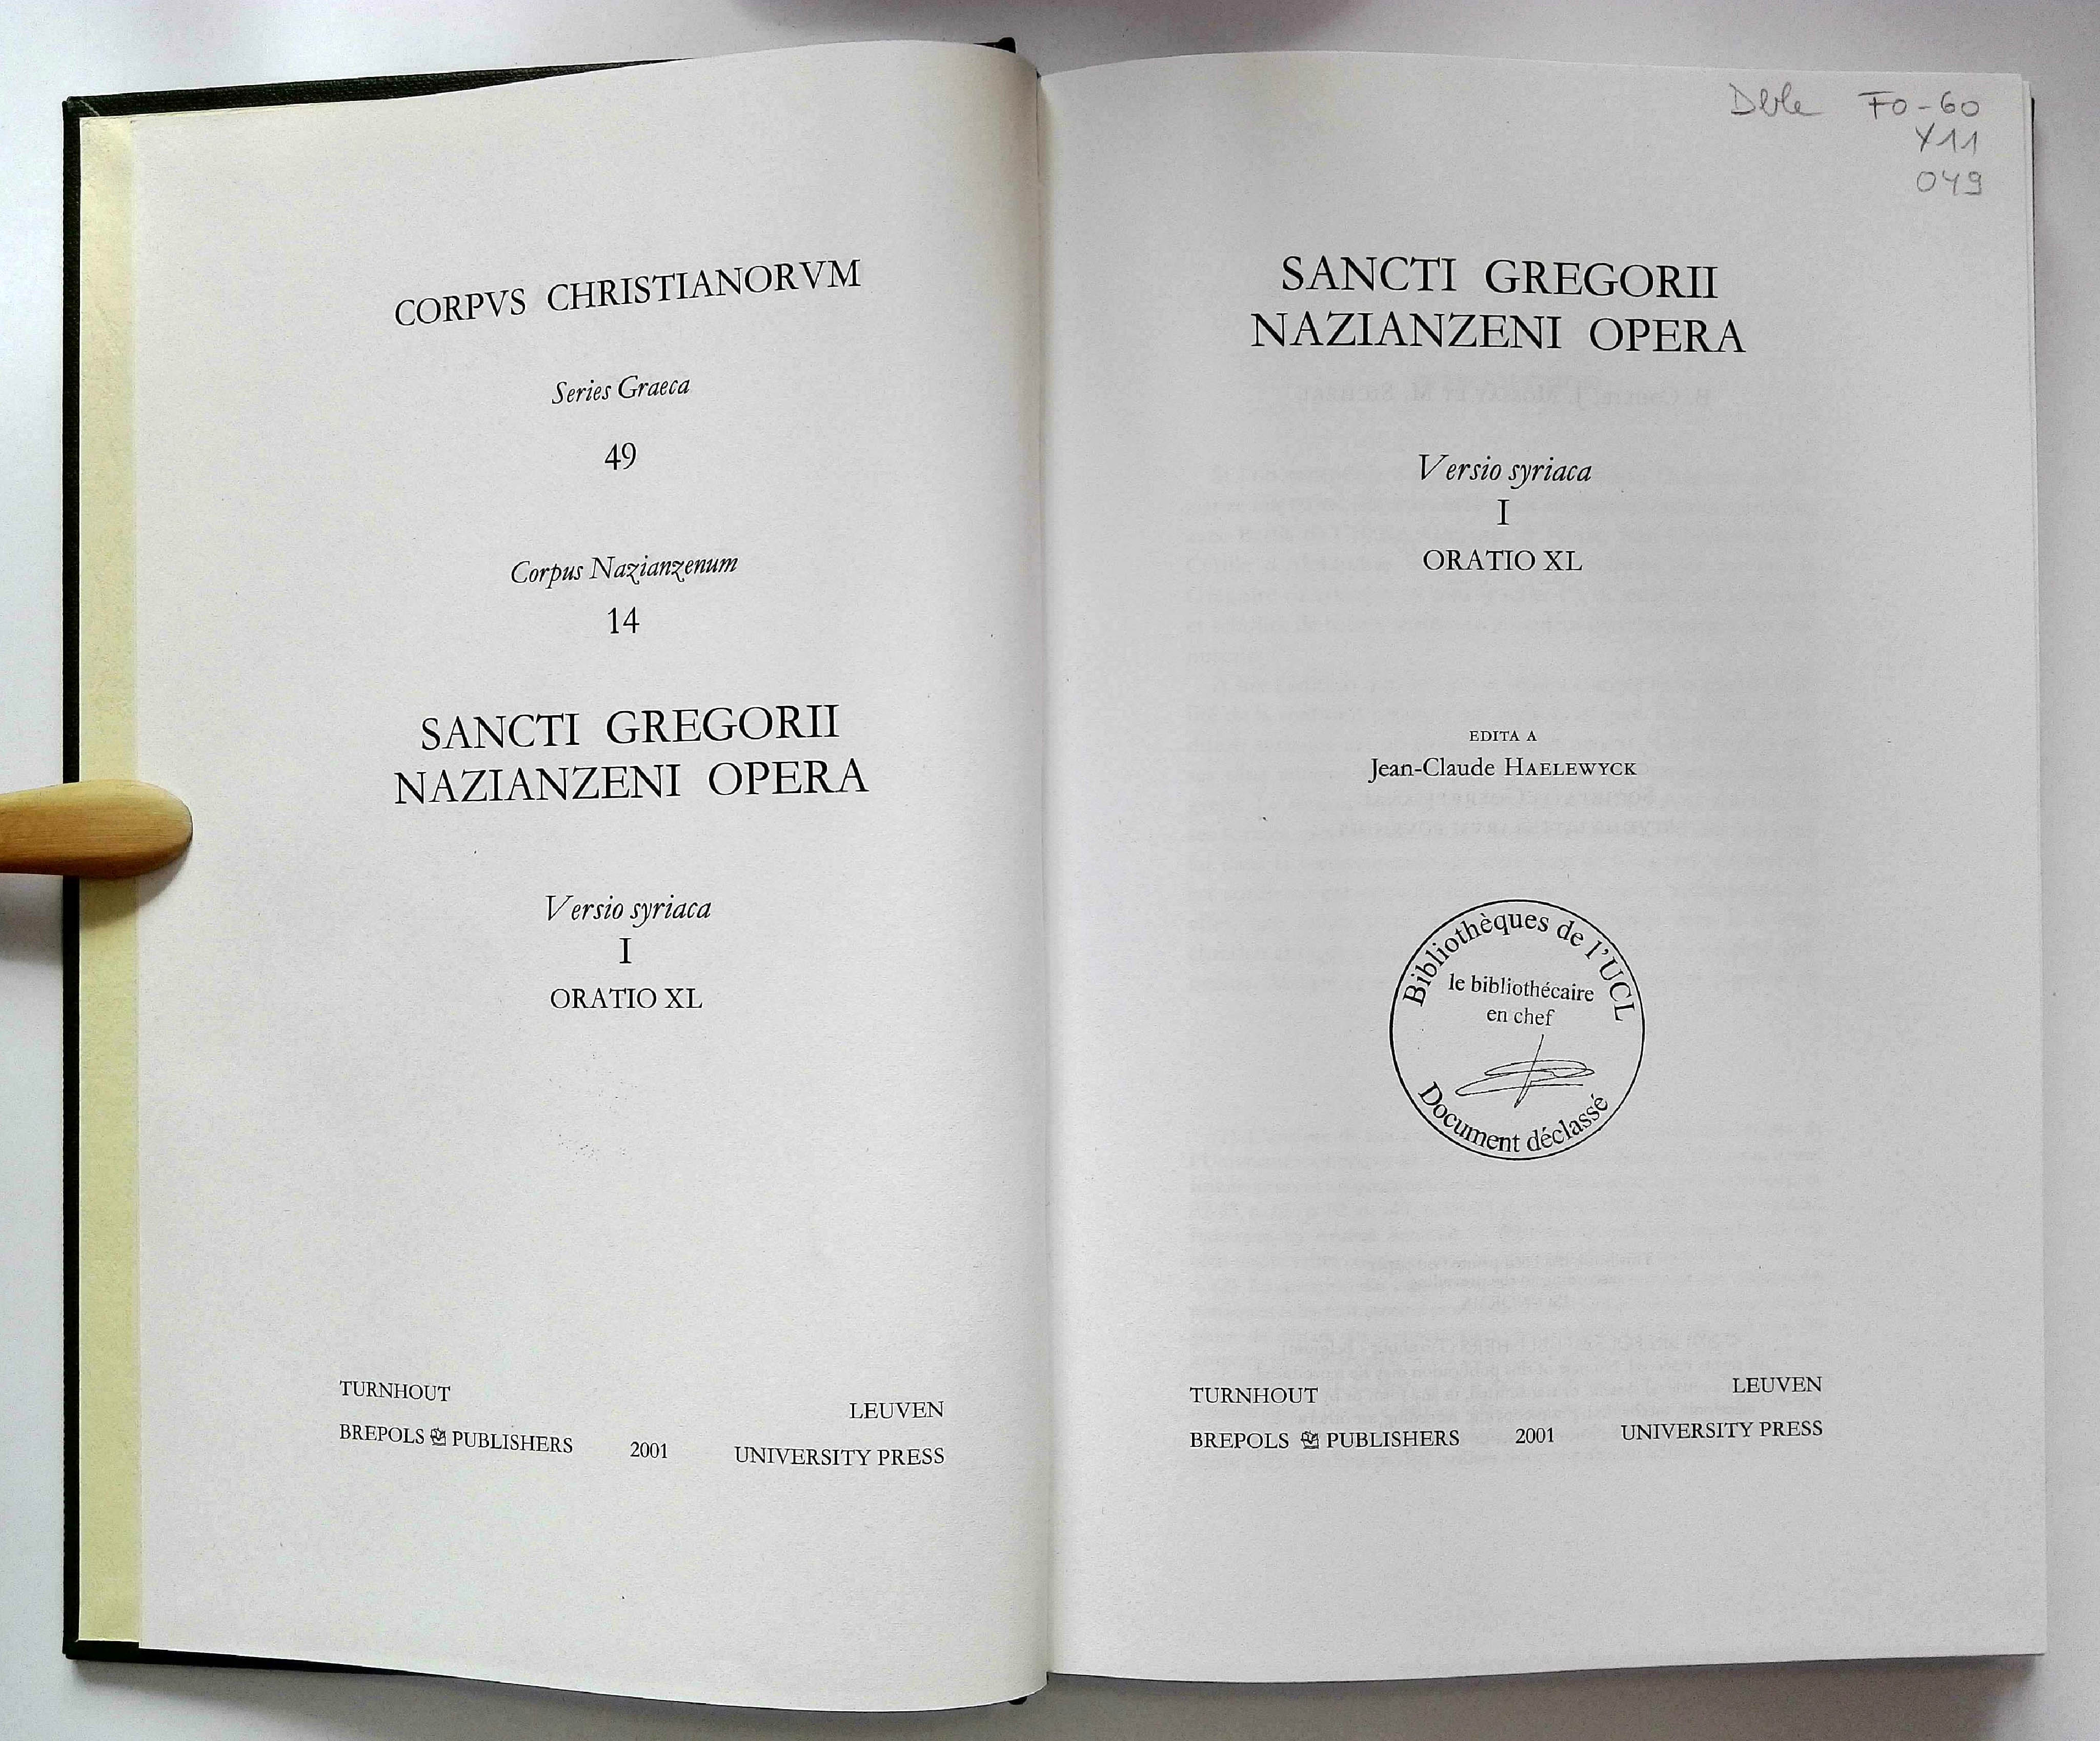 CORPVS CHRISTIANORVM
Series Graeca
49
Corpus Nazianzenum
14
SANCTI GREGORII
NAZIANZENI OPERA
Versio syriaca
I
ORATIO XL
TURNHOUT
BREPOLS PUBLISHERS
2001
LEUVEN
UNIVERSITY PRESS
FO-60
Y11
049
SANCTI GREGORII
NAZIANZENI OPERA
Versio syriaca
I
ORATIO XL
EDITA A
Jean-Claude HAELEWYCK
Bibliothèques de l'UCL
le bibliothécaire
en chef
Document déclassé
TURNHOUT
BREPOLS PUBLISHERS
2001
LEUVEN
UNIVERSITY PRESS